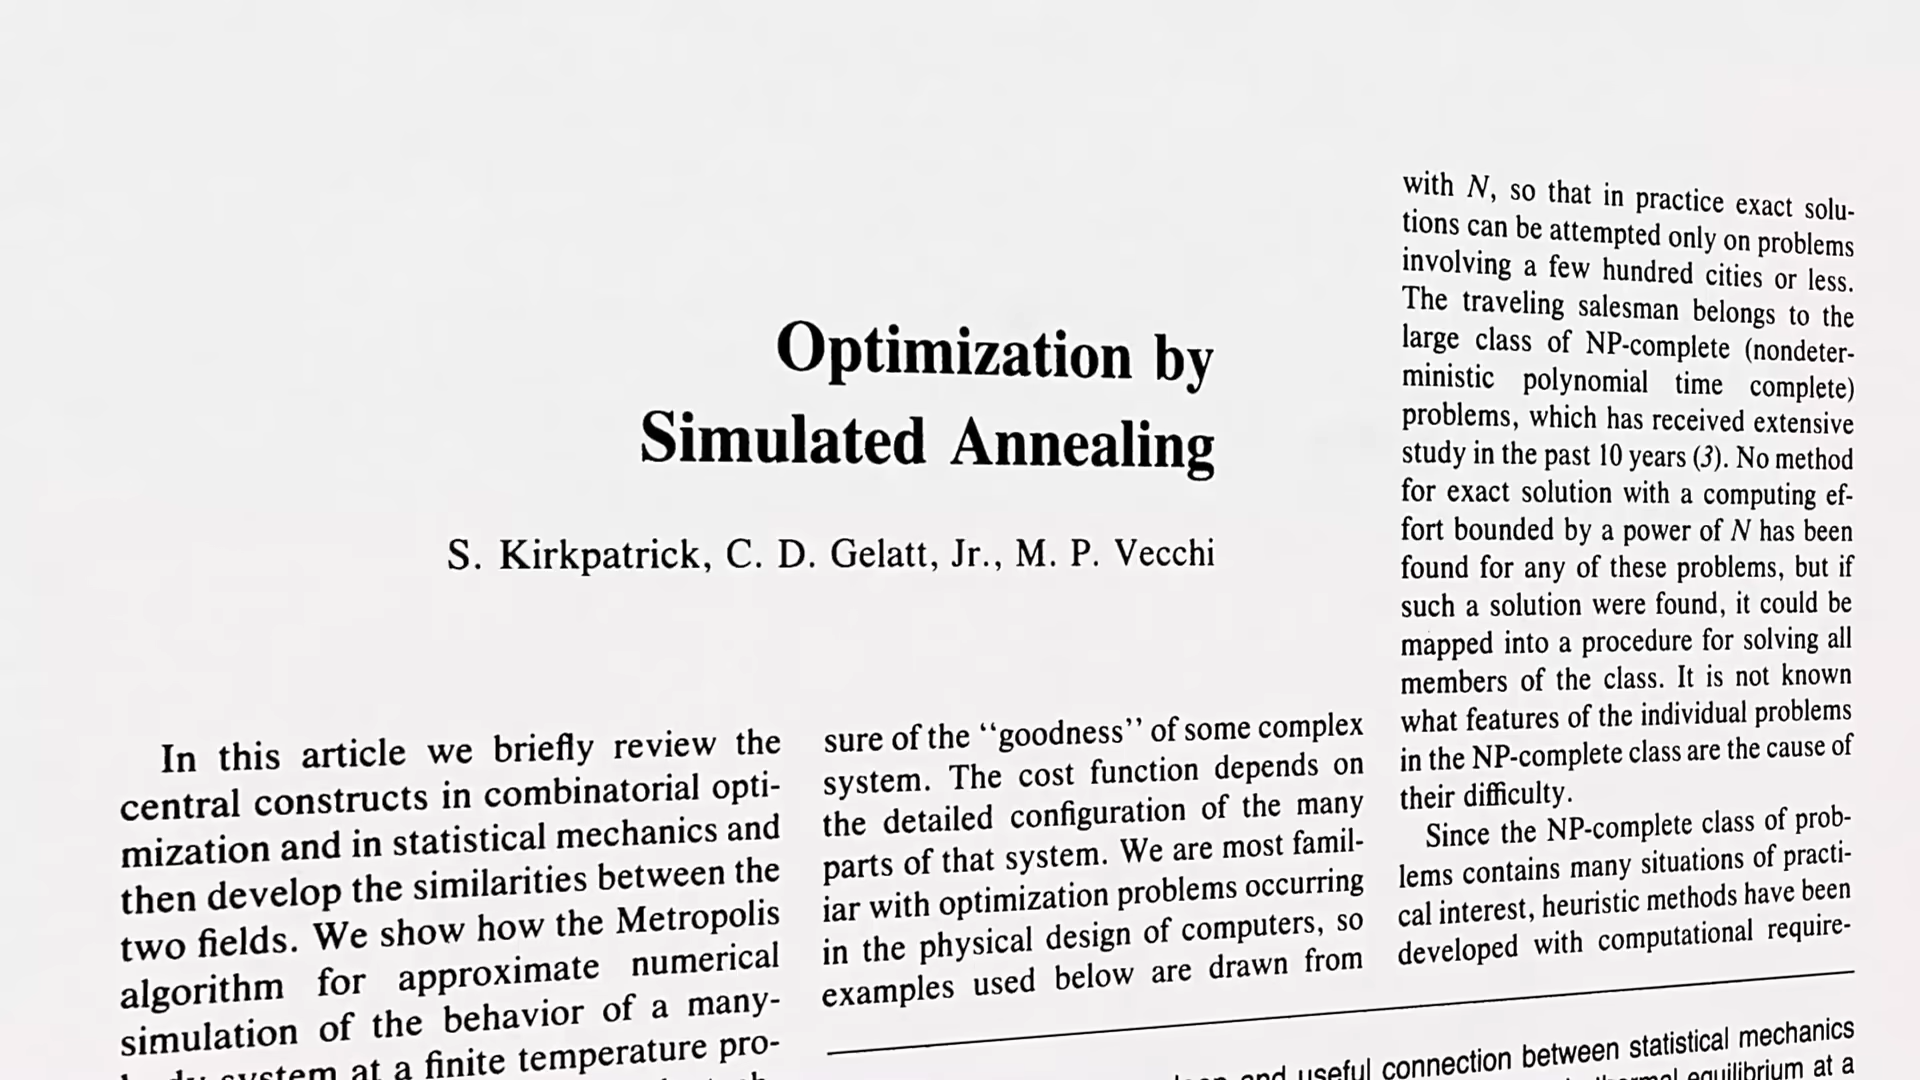 Optimization by
Simulated Annealing
S. Kirkpatrick, C. D. Gelatt, Jr., M. P. Vecchi
In this article we briefly review the
central constructs in combinatorial opti-
mization and in statistical mechanics and
then develop the similarities between the
two fields. We show how the Metropolis
algorithm for approximate numerical
simulation of the behavior of a many-
system at a finite temperature pro-
sure of the ‘‘goodness’’ of some complex
system. The cost function depends on
the detailed configuration of the many
parts of that system. We are most famil-
iar with optimization problems occurring
in the physical design of computers, so
examples used below are drawn from
with N, so that in practice exact solu-
tions can be attempted only on problems
involving a few hundred cities or less.
The traveling salesman belongs to the
large class of NP-complete (nondeter-
ministic polynomial time complete)
problems, which has received extensive
study in the past 10 years (3). No method
for exact solution with a computing ef-
fort bounded by a power of N has been
found for any of these problems, but if
such a solution were found, it could be
mapped into a procedure for solving all
members of the class. It is not known
what features of the individual problems
in the NP-complete class are the cause of
their difficulty.
Since the NP-complete class of prob-
lems contains many situations of practi-
cal interest, heuristic methods have been
developed with computational require-
and useful connection between statistical mechanics
equilibrium at a